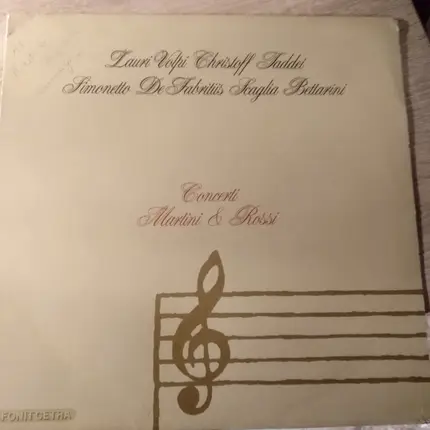 Lauri Volpi Christoff Taddei
Simonetto De Fabritiis Scaglia Bettarini
Concerti
Martini & Rossi
FONIT CETRA